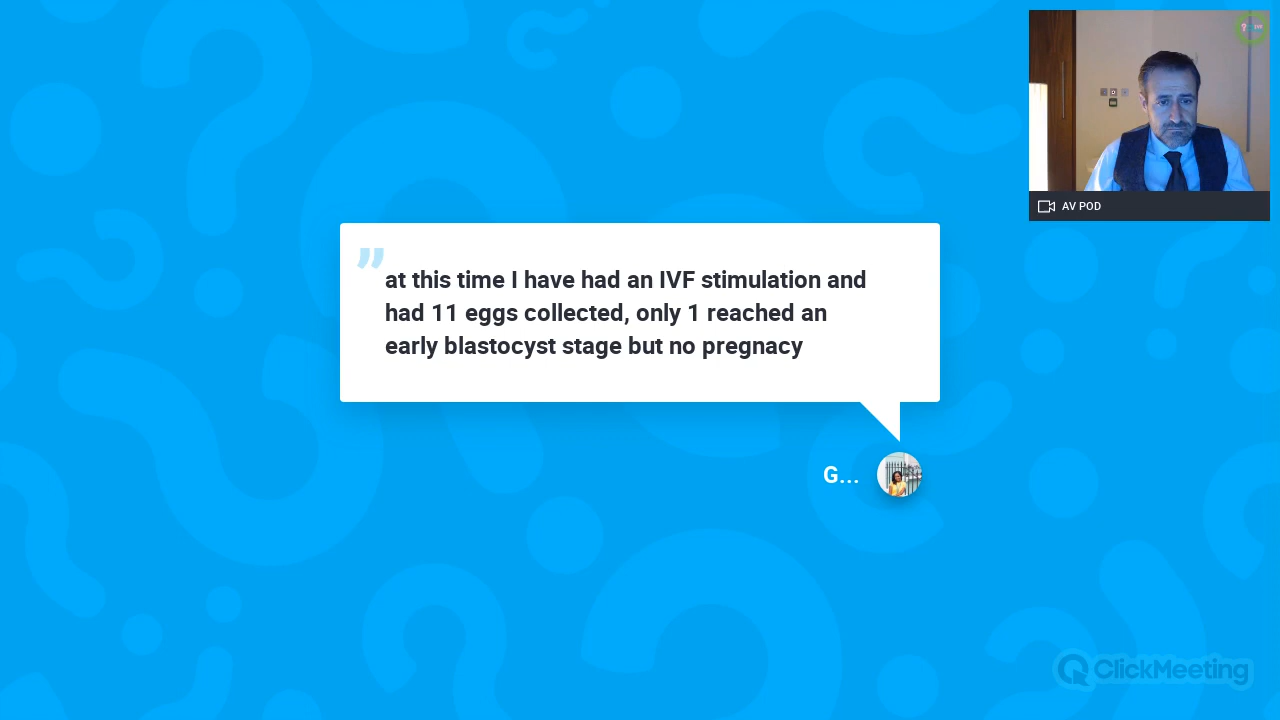 AV POD
”
at this time I have had an IVF stimulation and
had 11 eggs collected, only 1 reached an
early blastocyst stage but no pregnacy
G...
ClickMeeting